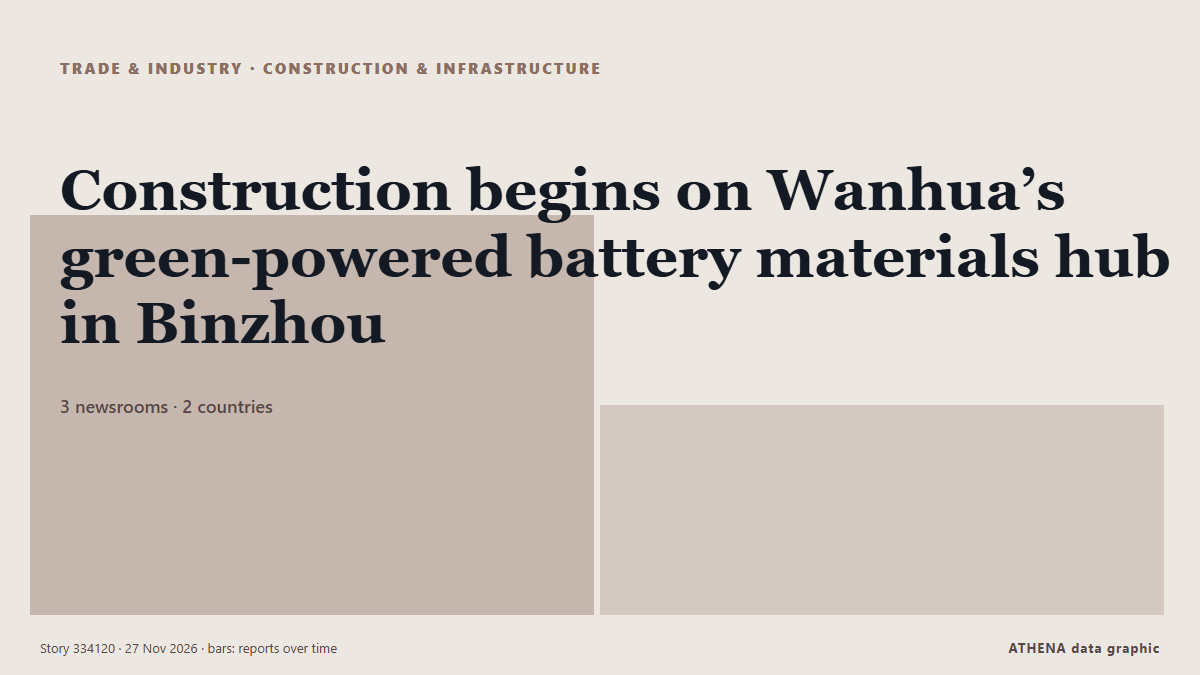 TRADE & INDUSTRY · CONSTRUCTION & INFRASTRUCTURE
Construction begins on Wanhua’s
green-powered battery materials hub
in Binzhou
3 newsrooms · 2 countries
Story 334120 · 27 Nov 2026 · bars: reports over time
ATHENA data graphic